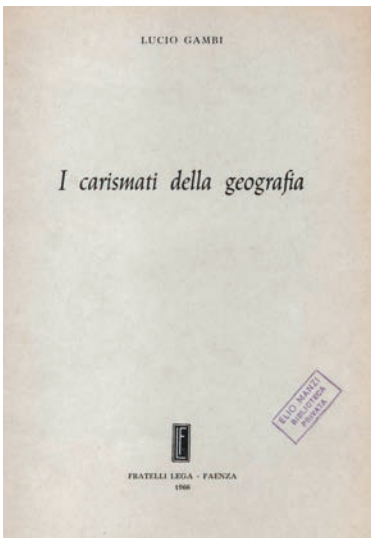 LUCIO GAMBI
I carismati della geografia
ELIO MANZI
BIBLIOTECA
PRIVATA
FRATELLI LEGA - FAENZA
1966